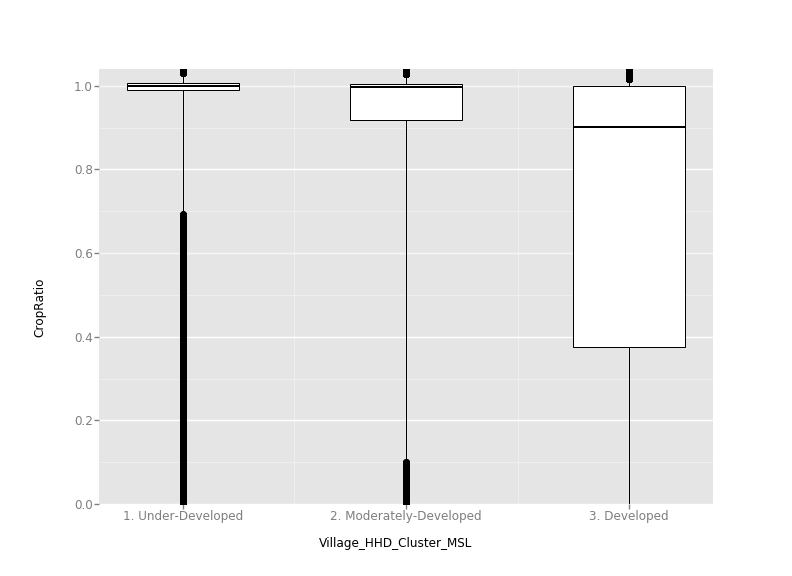 CropRatio
1.0
0.8
0.6
0.4
0.2
0.0
1. Under-Developed
2. Moderately-Developed
3. Developed
Village_HHD_Cluster_MSL